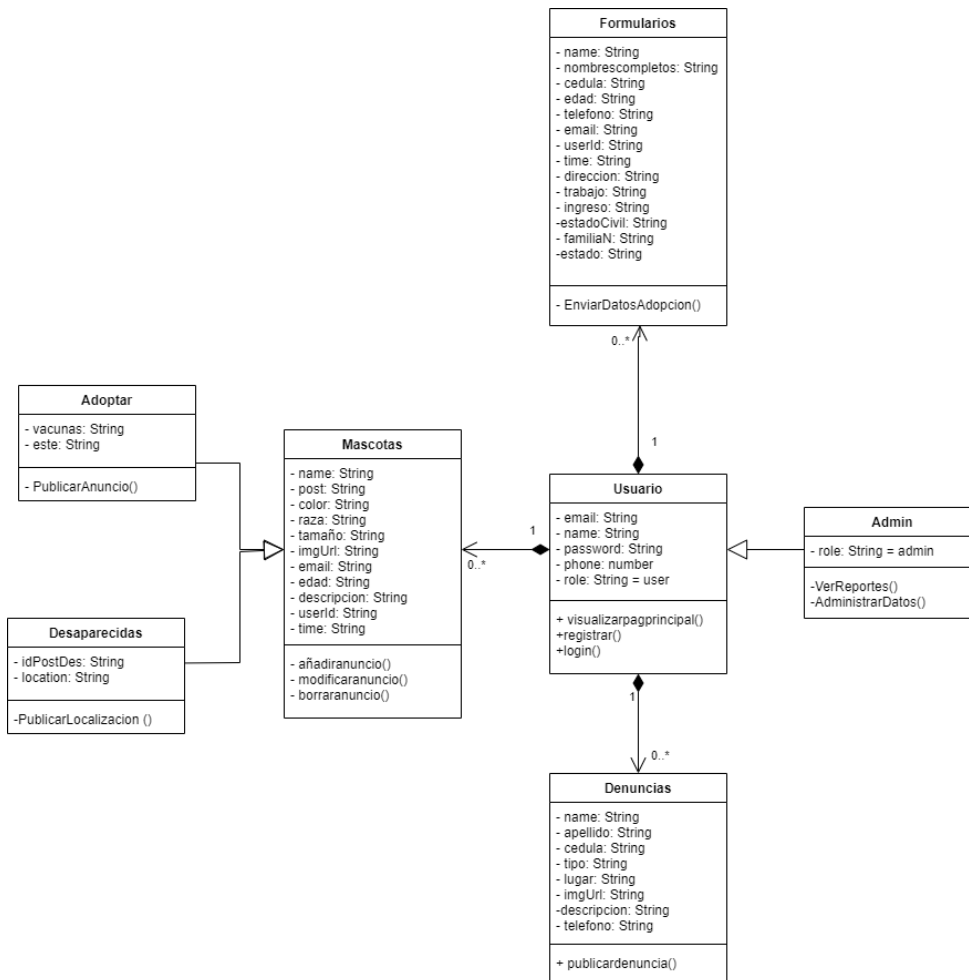 Formularios
- name: String
- nombrescompletos: String
- cedula: String
- edad: String
- telefono: String
- email: String
- userId: String
- time: String
- direccion: String
- trabajo: String
- ingreso: String
-estadoCivil: String
- familiaN: String
-estado: String
- EnviarDatosAdopcion()
0..*
1
Adoptar
- vacunas: String
- este: String
- PublicarAnuncio()
Mascotas
- name: String
- post: String
- color: String
- raza: String
- tamaño: String
- imgUrl: String
- email: String
- edad: String
- descripcion: String
- userId: String
- time: String
- añadiranuncio()
- modificaranuncio()
- borraranuncio()
1
0..*
Usuario
- email: String
- name: String
- password: String
- phone: number
- role: String = user
+ visualizarpagprincipal()
+registrar()
+login()
Admin
- role: String = admin
-VerReportes()
-AdministrarDatos()
Desaparecidas
- idPostDes: String
- location: String
-PublicarLocalizacion ()
1
0..*
Denuncias
- name: String
- apellido: String
- cedula: String
- tipo: String
- lugar: String
- imgUrl: String
-descripcion: String
- telefono: String
+ publicardenuncia()